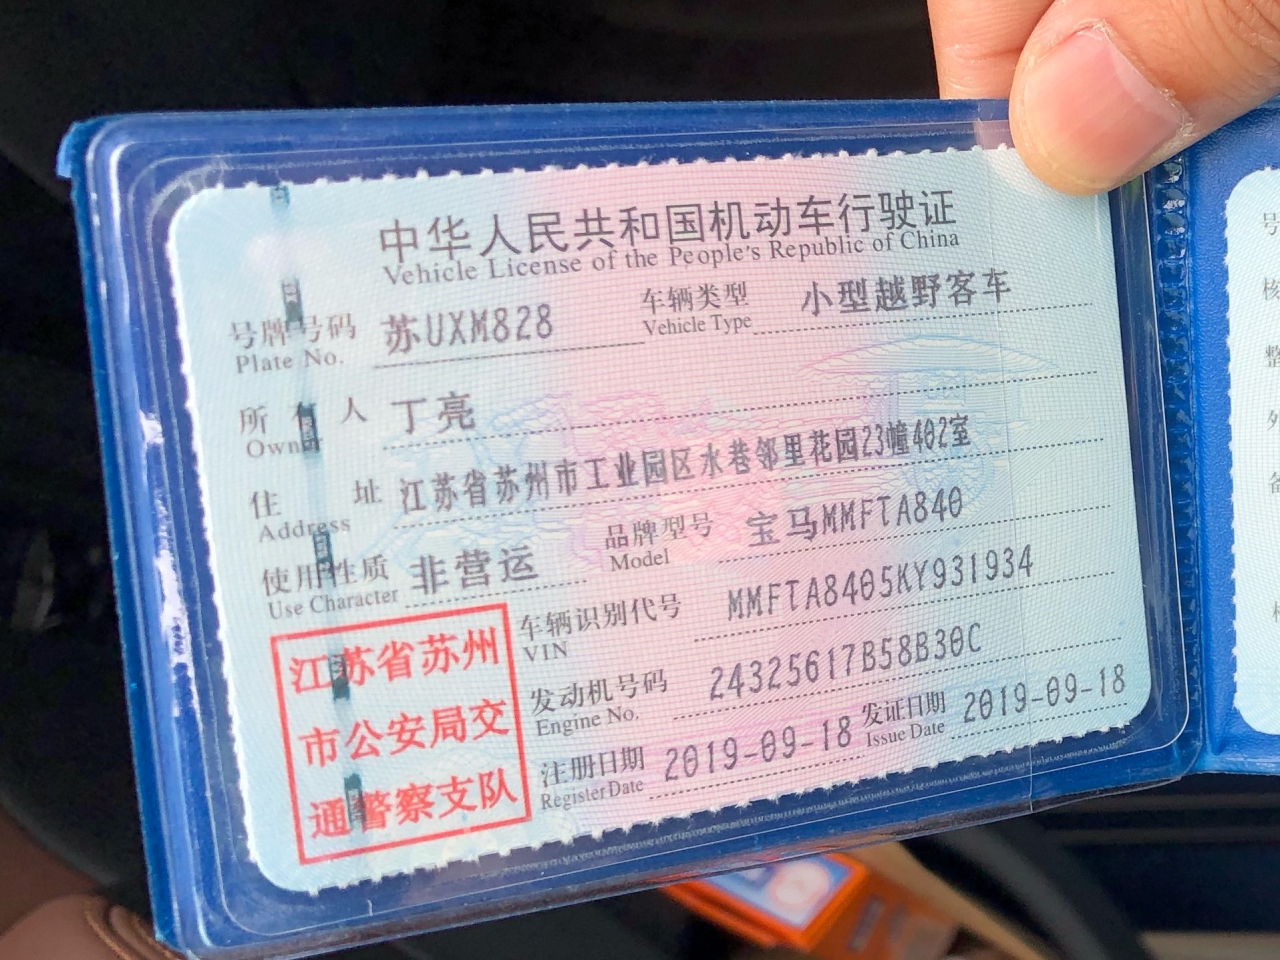 中华人民共和国机动车行驶证
Vehicle License of the People's Republic of China
号牌号码 苏UXM828 车辆类型 小型越野客车
Plate No. Vehicle Type
所有人 丁亮
Owner
住址 江苏省苏州市工业园区水巷邻里花园23幢402室
Address
使用性质 非营运 品牌型号 宝马MMFTA840
Use Character Model
车辆识别代号 MMFTA8405KY931934
VIN
发动机号码 24325617B58B30C
Engine No.
注册日期 2019-09-18 发证日期 2019-09-18
Register Date Issue Date
江苏省苏州
市公安局交
通警察支队
号
核
整
外
备